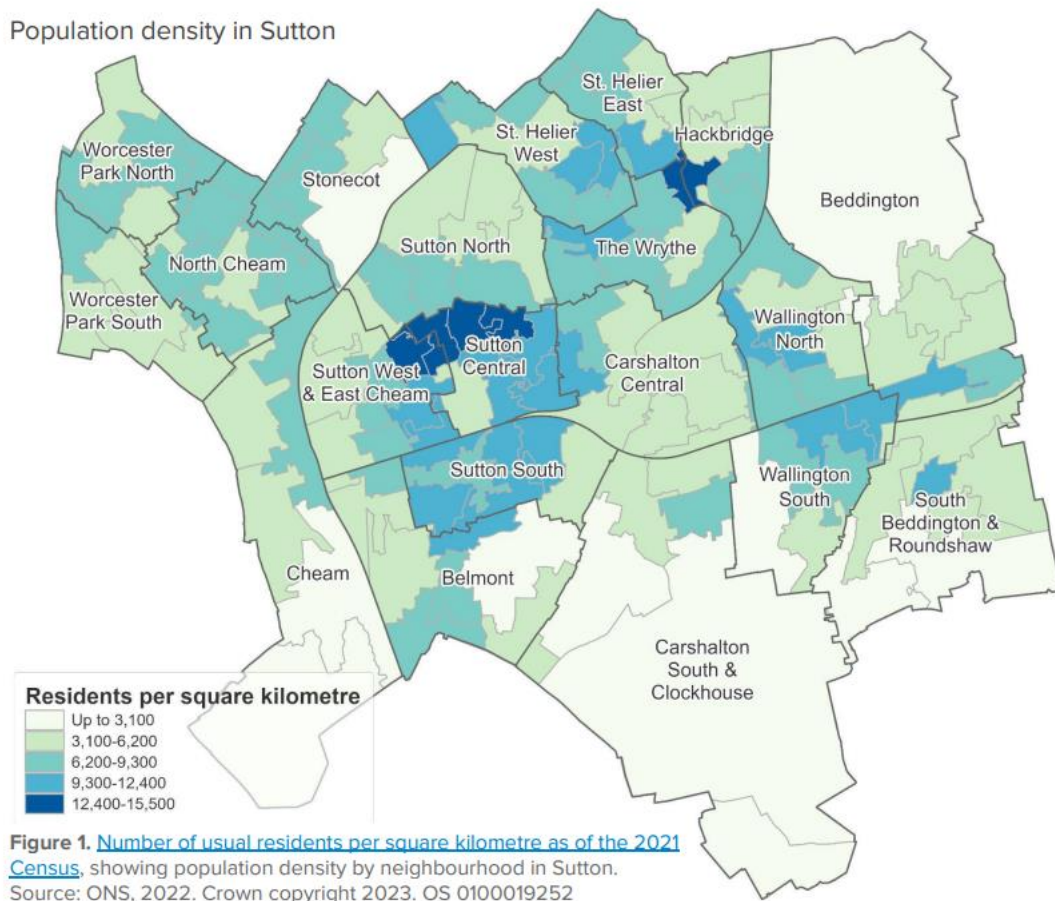 Population density in Sutton
St. Helier
East
Hackbridge
St. Helier
West
Worcester
Park North
Stonecot
Beddington
Sutton North
The Wrythe
North Cheam
Worcester
Park South
Wallington
North
Sutton
Central
Carshalton
Central
Sutton West
& East Cheam
Sutton South
Wallington
South
South
Beddington &
Roundshaw
Cheam
Belmont
Carshalton
South &
Clockhouse
Residents per square kilometre
Up to 3,100
3,100-6,200
6,200-9,300
9,300-12,400
12,400-15,500
Figure 1. Number of usual residents per square kilometre as of the 2021
Census, showing population density by neighbourhood in Sutton.
Source: ONS, 2022. Crown copyright 2023. OS 0100019252